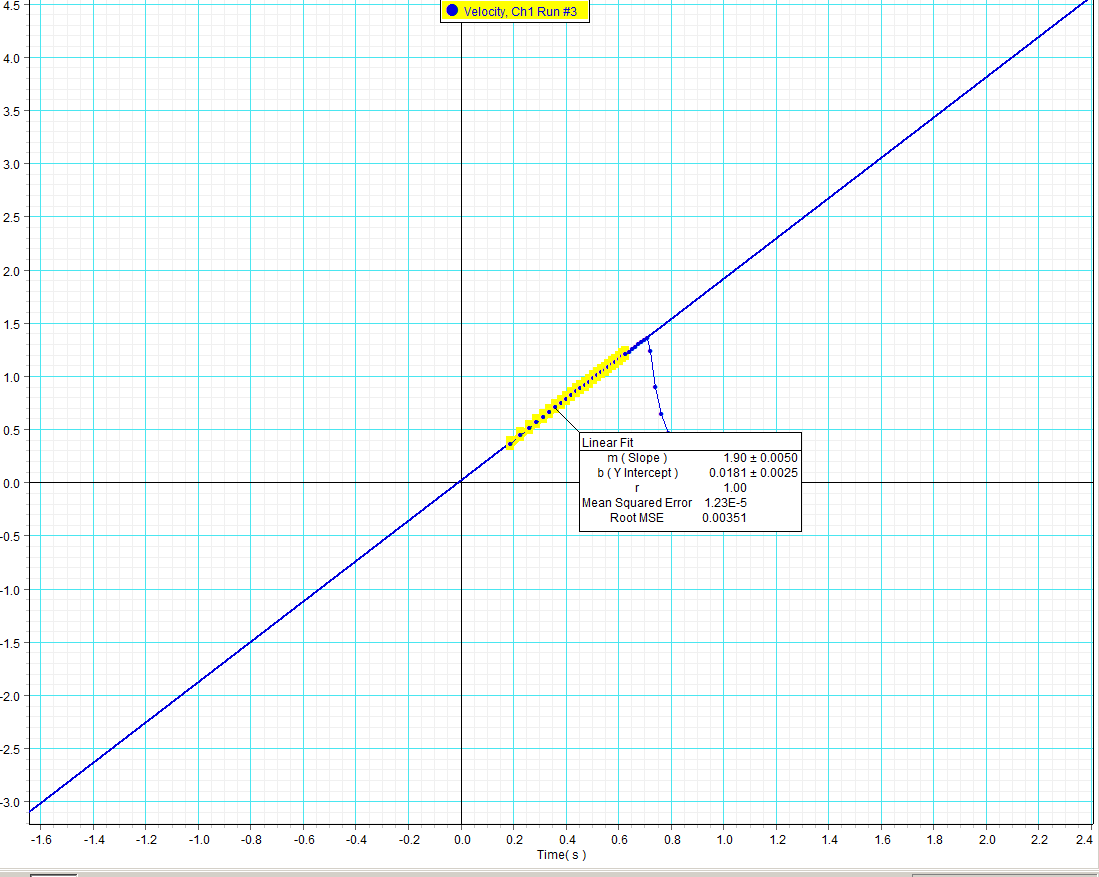 Velocity, Ch1 Run #3
4.5
4.0
3.5
3.0
2.5
2.0
1.5
1.0
0.5
0.0
-0.5
-1.0
-1.5
-2.0
-2.5
-3.0
Linear Fit
m ( Slope ) 1.90 ± 0.0050
b ( Y Intercept ) 0.0181 ± 0.0025
r 1.00
Mean Squared Error 1.23E-5
Root MSE 0.00351
-1.6 -1.4 -1.2 -1.0 -0.8 -0.6 -0.4 -0.2 0.0 0.2 0.4 0.6 0.8 1.0 1.2 1.4 1.6 1.8 2.0 2.2 2.4
Time( s )